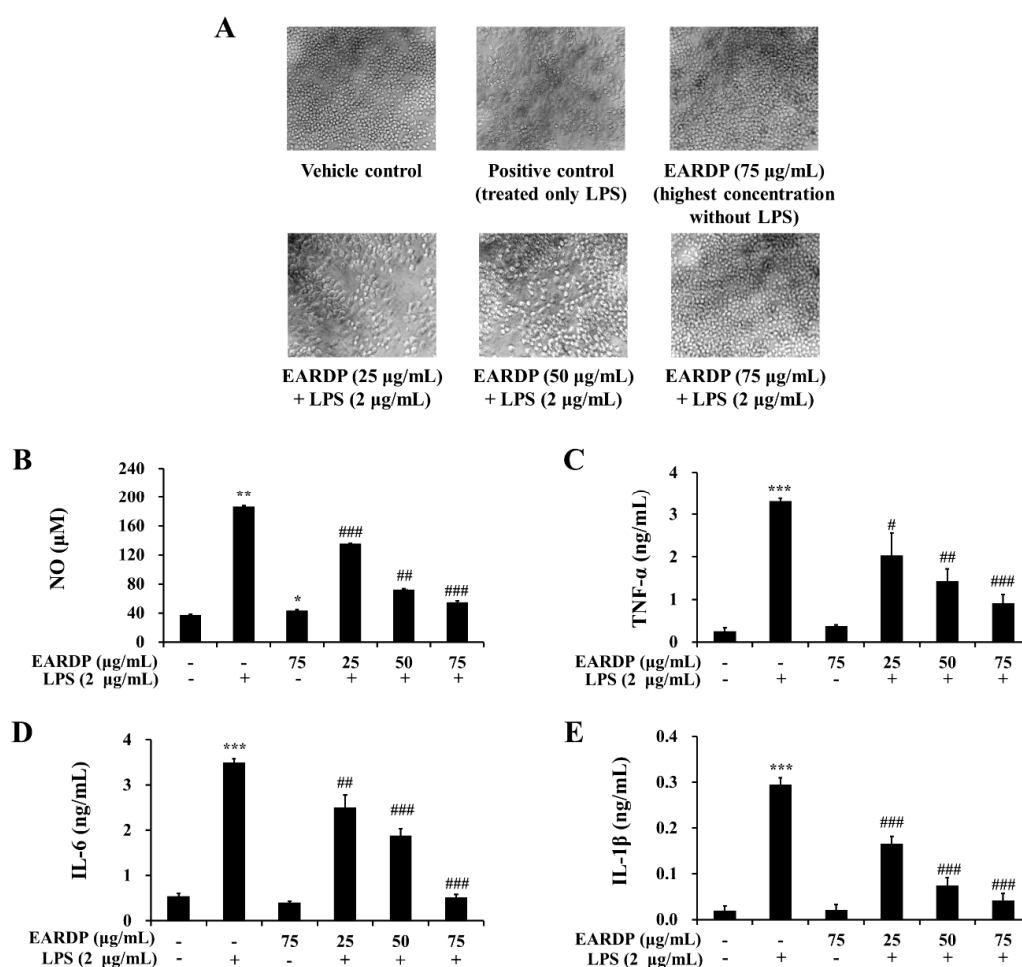 A
Vehicle control
Positive control
(treated only LPS)
EARDP (75 μg/mL)
(highest concentration
without LPS)
EARDP (25 μg/mL)
+ LPS (2 μg/mL)
EARDP (50 μg/mL)
+ LPS (2 μg/mL)
EARDP (75 μg/mL)
+ LPS (2 μg/mL)
B
NO (μM)
240
200
160
120
80
40
0
**
*
###
##
###
EARDP (μg/mL) - - 75 25 50 75
LPS (2 μg/mL) - + - + + +
C
TNF-α (ng/mL)
4
3
2
1
0
***
#
##
###
EARDP (μg/mL) - - 75 25 50 75
LPS (2 μg/mL) - + - + + +
D
IL-6 (ng/mL)
4
3
2
1
0
***
##
###
###
EARDP (μg/mL) - - 75 25 50 75
LPS (2 μg/mL) - + - + + +
E
IL-1β (ng/mL)
0.4
0.3
0.2
0.1
0.0
***
###
###
###
EARDP (μg/mL) - - 75 25 50 75
LPS (2 μg/mL) - + - + + +